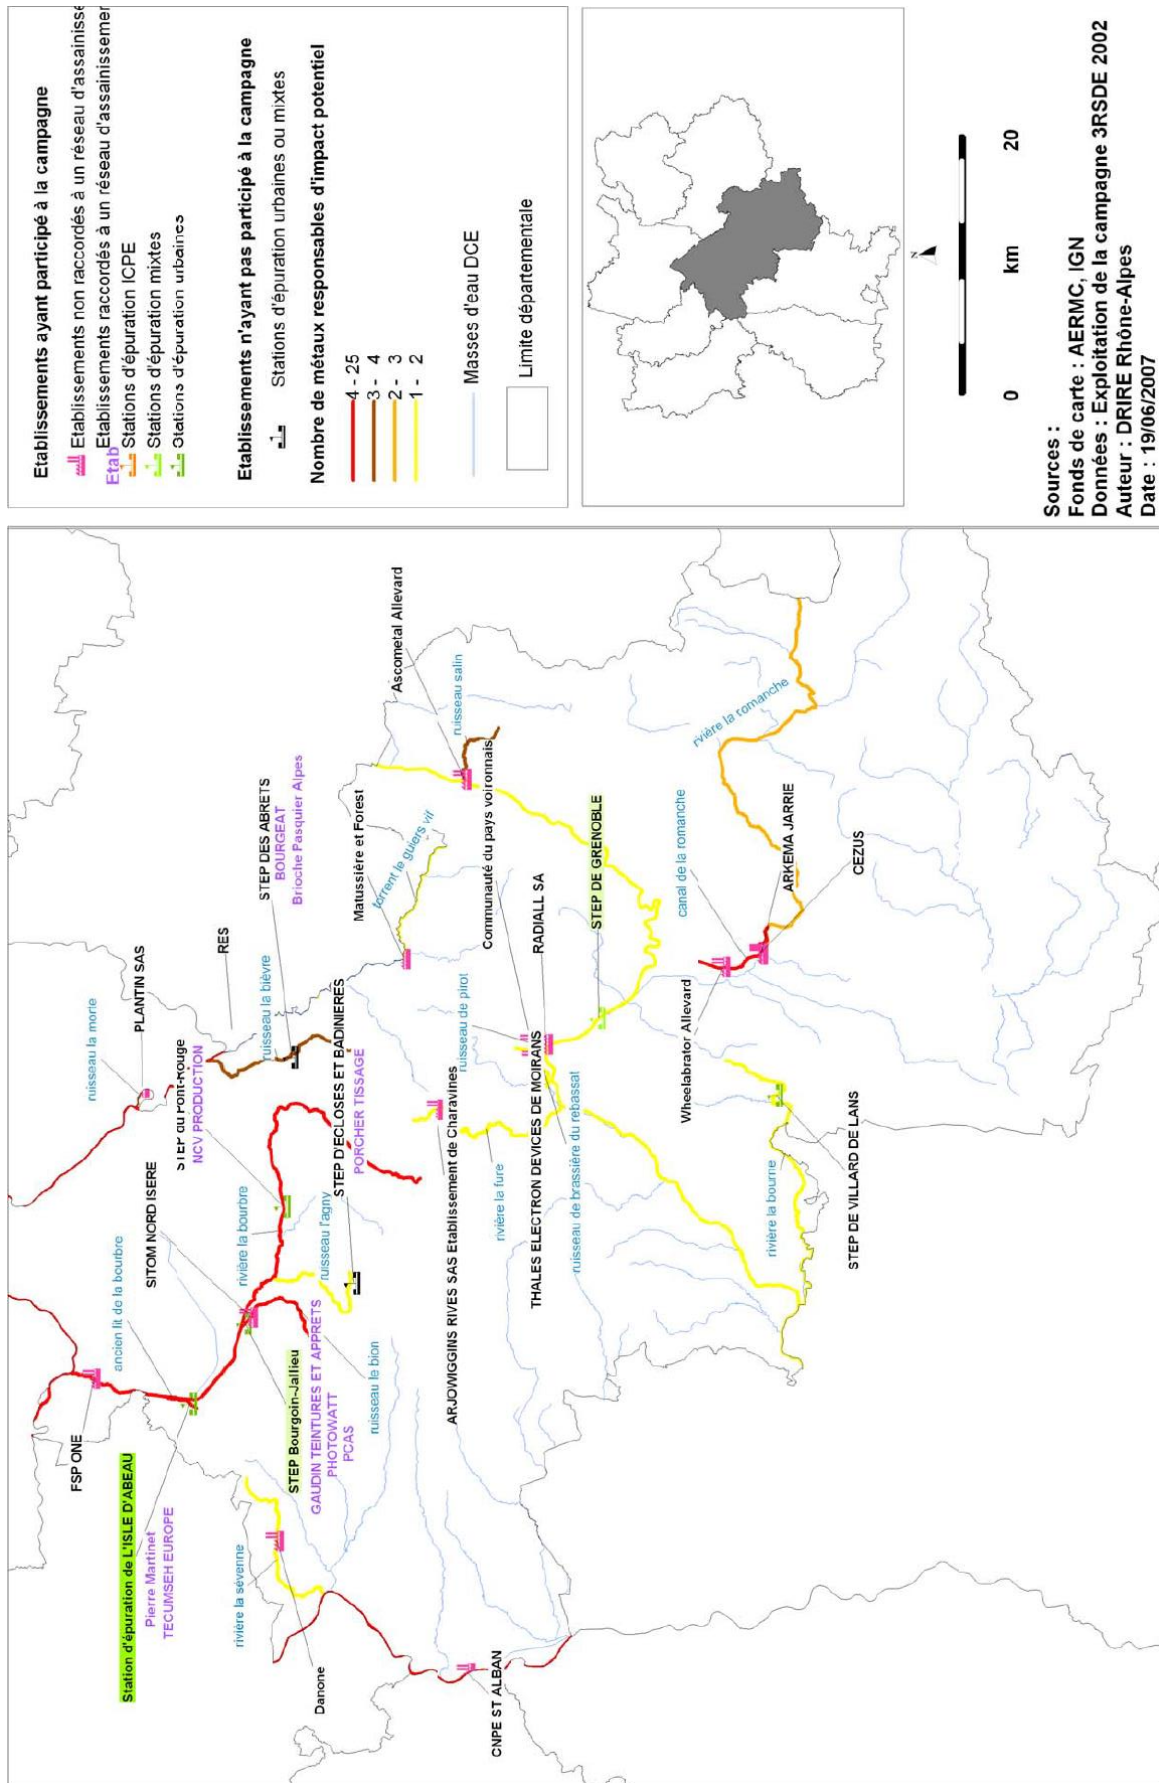 Etablissements ayant participé à la campagne
Etablissements non raccordés à un réseau d'assainisse
Etab
Etablissements raccordés à un réseau d'assainissemer
Stations d'épuration ICPE
Stations d'épuration mixtes
Stations d'épuration urbaines
Etablissements n'ayant pas participé à la campagne
Stations d'épuration urbaines ou mixtes
Nombre de métaux responsables d'impact potentiel
4 - 25
3 - 4
2 - 3
1 - 2
Masses d'eau DCE
Limite départementale
N
0
km
20
Sources :
Fonds de carte : AERMC, IGN
Données : Exploitation de la campagne 3RSDE 2002
Auteur : DRIRE Rhône-Alpes
Date : 19/06/2007
ruisseau la morte
PLANTIN SAS
RES
STEP du Pont-Rouge
NCV PRODUCTION
ruisseau la bièvre
STEP DES ABRETS
BOURGEAT
Brioche Pasquier Alpes
SITOM NORD ISERE
ancien lit de la bourbre
FSP ONE
rivière la bourbre
ruisseau l'agny
STEP D'ECLOSES ET BADINIERES
PORCHER TISSAGE
Station d'épuration de L'ISLE D'ABEAU
Pierre Martinet
TECUMSEH EUROPE
STEP Bourgoin-Jallieu
GAUDIN TEINTURES ET APPRETS
PHOTOWATT
PCAS
ruisseau le bion
rivière la sévenne
Danone
CNPE ST ALBAN
Matussière et Forest
torrent le guiers vif
Ascometal Allevard
ruisseau salin
Communauté du pays voironnais
RADIALL SA
STEP DE GRENOBLE
ruisseau de pirot
ARJOWIGGINS RIVES SAS Etablissement de Charavines
rivière la fure
THALES ELECTRON DEVICES DE MOIRANS
ruisseau de brassière du rebassat
rivière la romanche
canal de la romanche
ARKEMA JARRIE
CEZUS
Wheelabrator Allevard
rivière la bourne
STEP DE VILLARD DE LANS